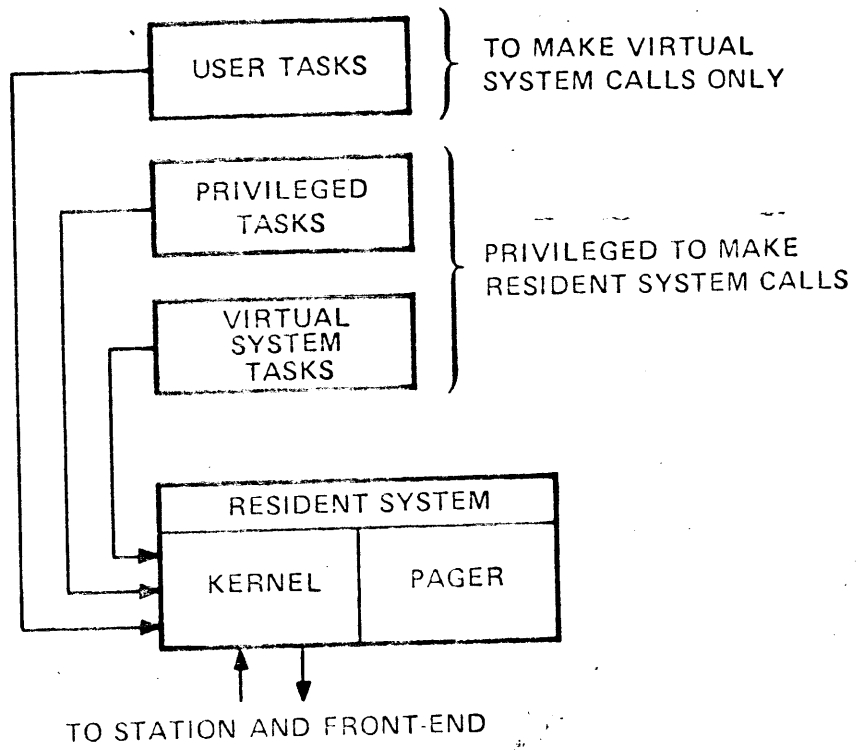 USER TASKS
TO MAKE VIRTUAL
SYSTEM CALLS ONLY
PRIVILEGED
TASKS
PRIVILEGED TO MAKE
RESIDENT SYSTEM CALLS
VIRTUAL
SYSTEM
TASKS
RESIDENT SYSTEM
KERNEL
PAGER
TO STATION AND FRONT-END